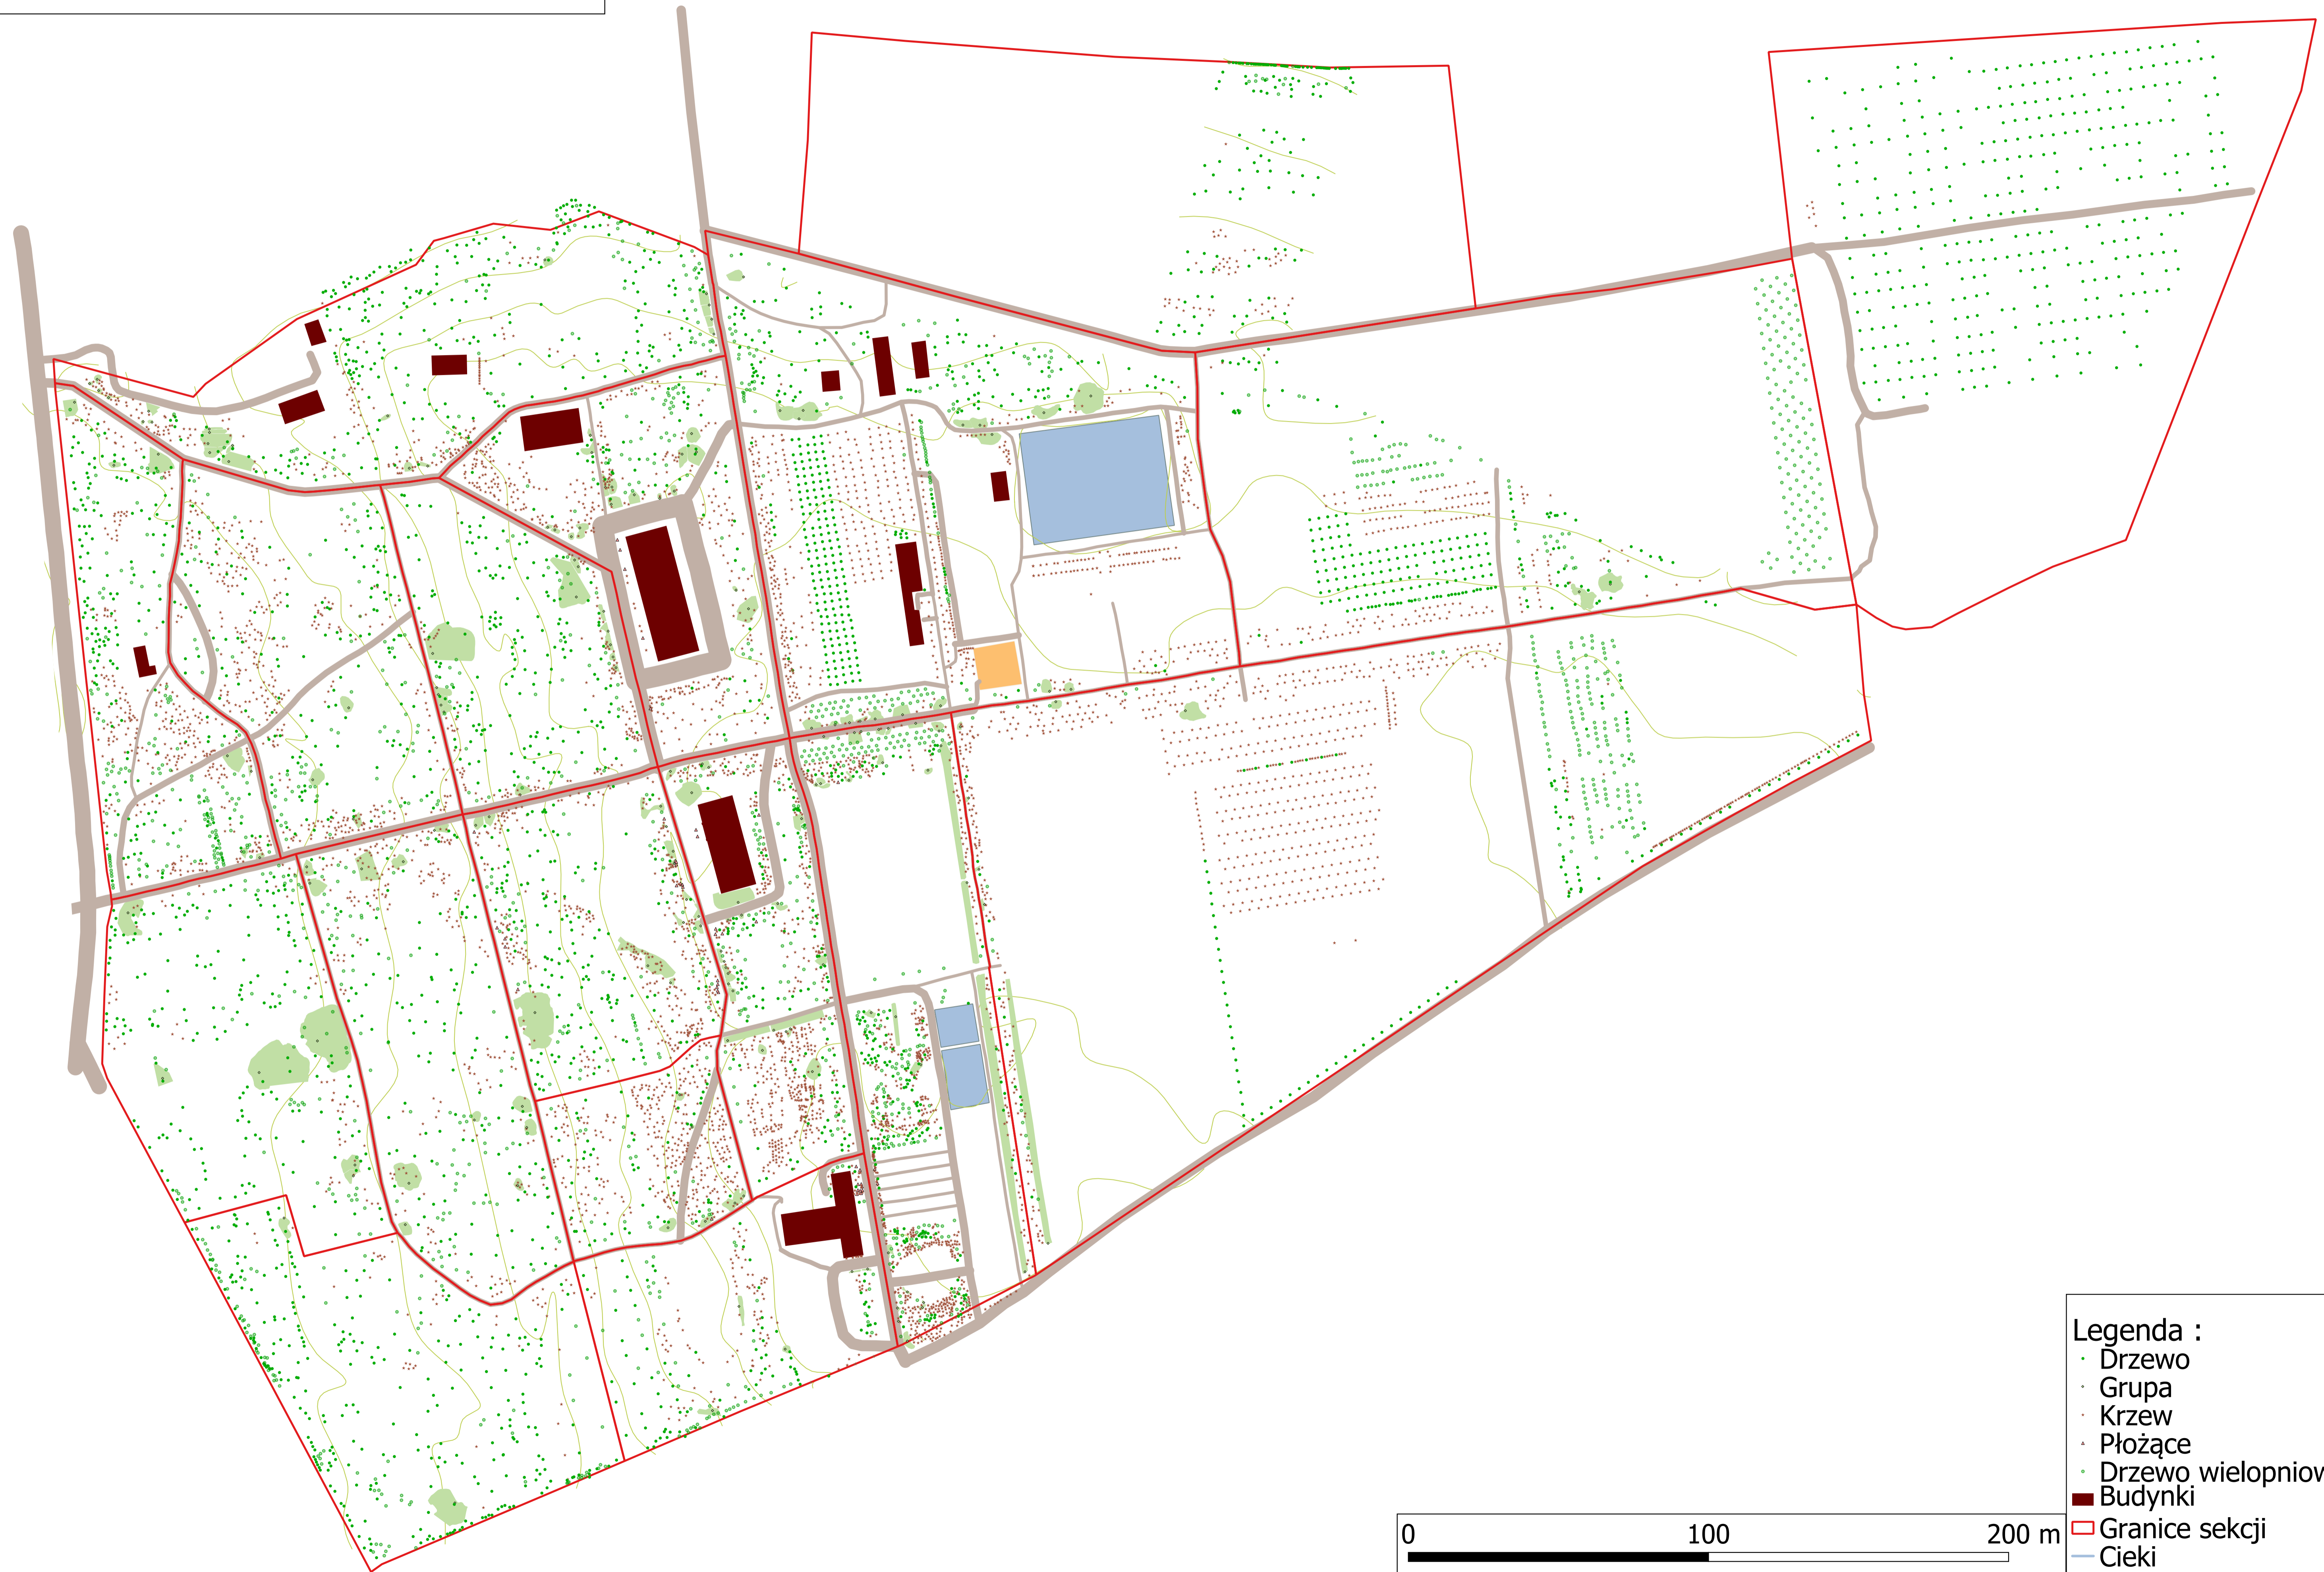 Legenda :
Drzewo
Grupa
Krzew
Płożące
Drzewo wielopniow
Budynki
Granice sekcji
Cieki
0 100 200 m